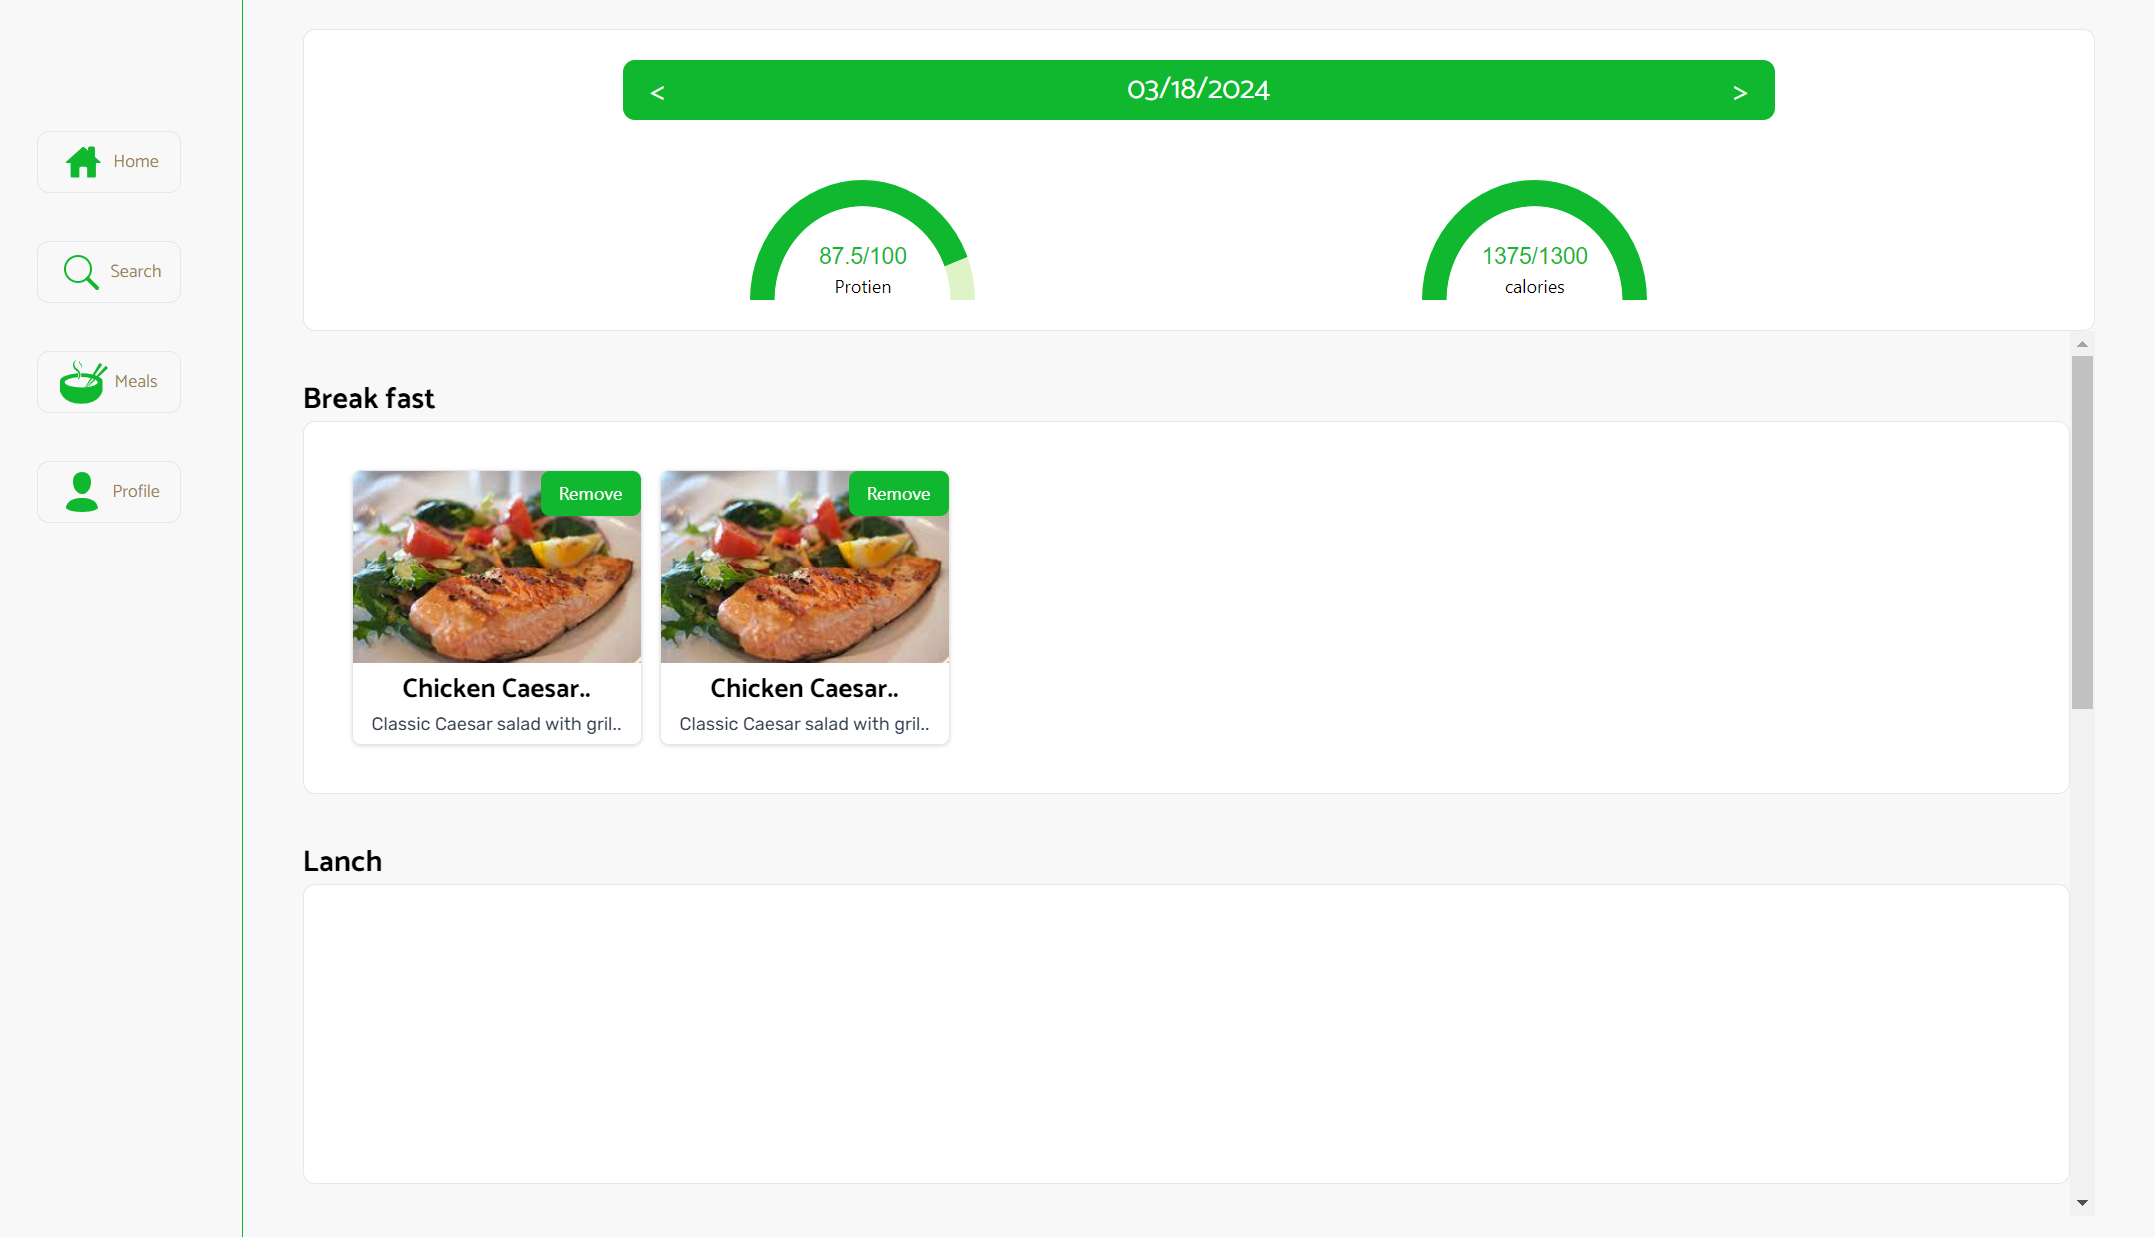 Home
Search
Meals
Profile
< 03/18/2024 >
87.5/100
Protien
1375/1300
calories
Break fast
Remove
Chicken Caesar..
Classic Caesar salad with gril..
Remove
Chicken Caesar..
Classic Caesar salad with gril..
Lanch